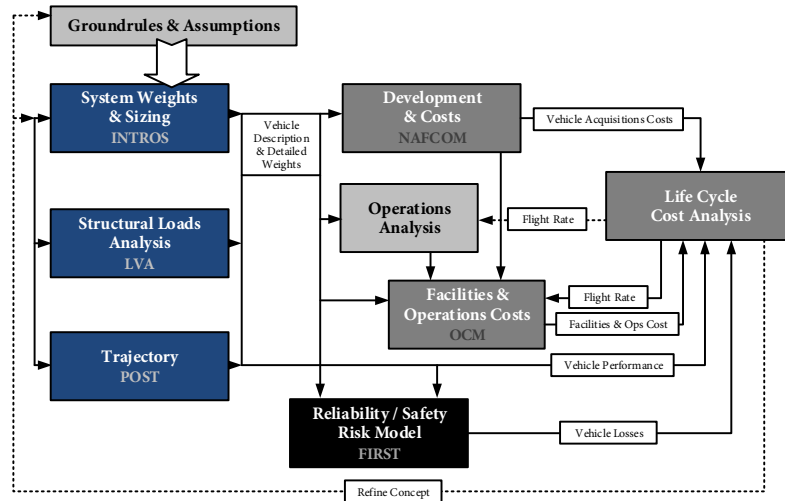 Groundrules & Assumptions
System Weights
& Sizing
INTROS
Vehicle
Description
& Detailed
Weights
Development
& Costs
NAFCOM
Vehicle Acquisitions Costs
Life Cycle
Cost Analysis
Structural Loads
Analysis
LVA
Operations
Analysis
Flight Rate
Facilities &
Operations Costs
OCM
Flight Rate
Facilities & Ops Cost
Trajectory
POST
Vehicle Performance
Reliability / Safety
Risk Model
FIRST
Vehicle Losses
Refine Concept